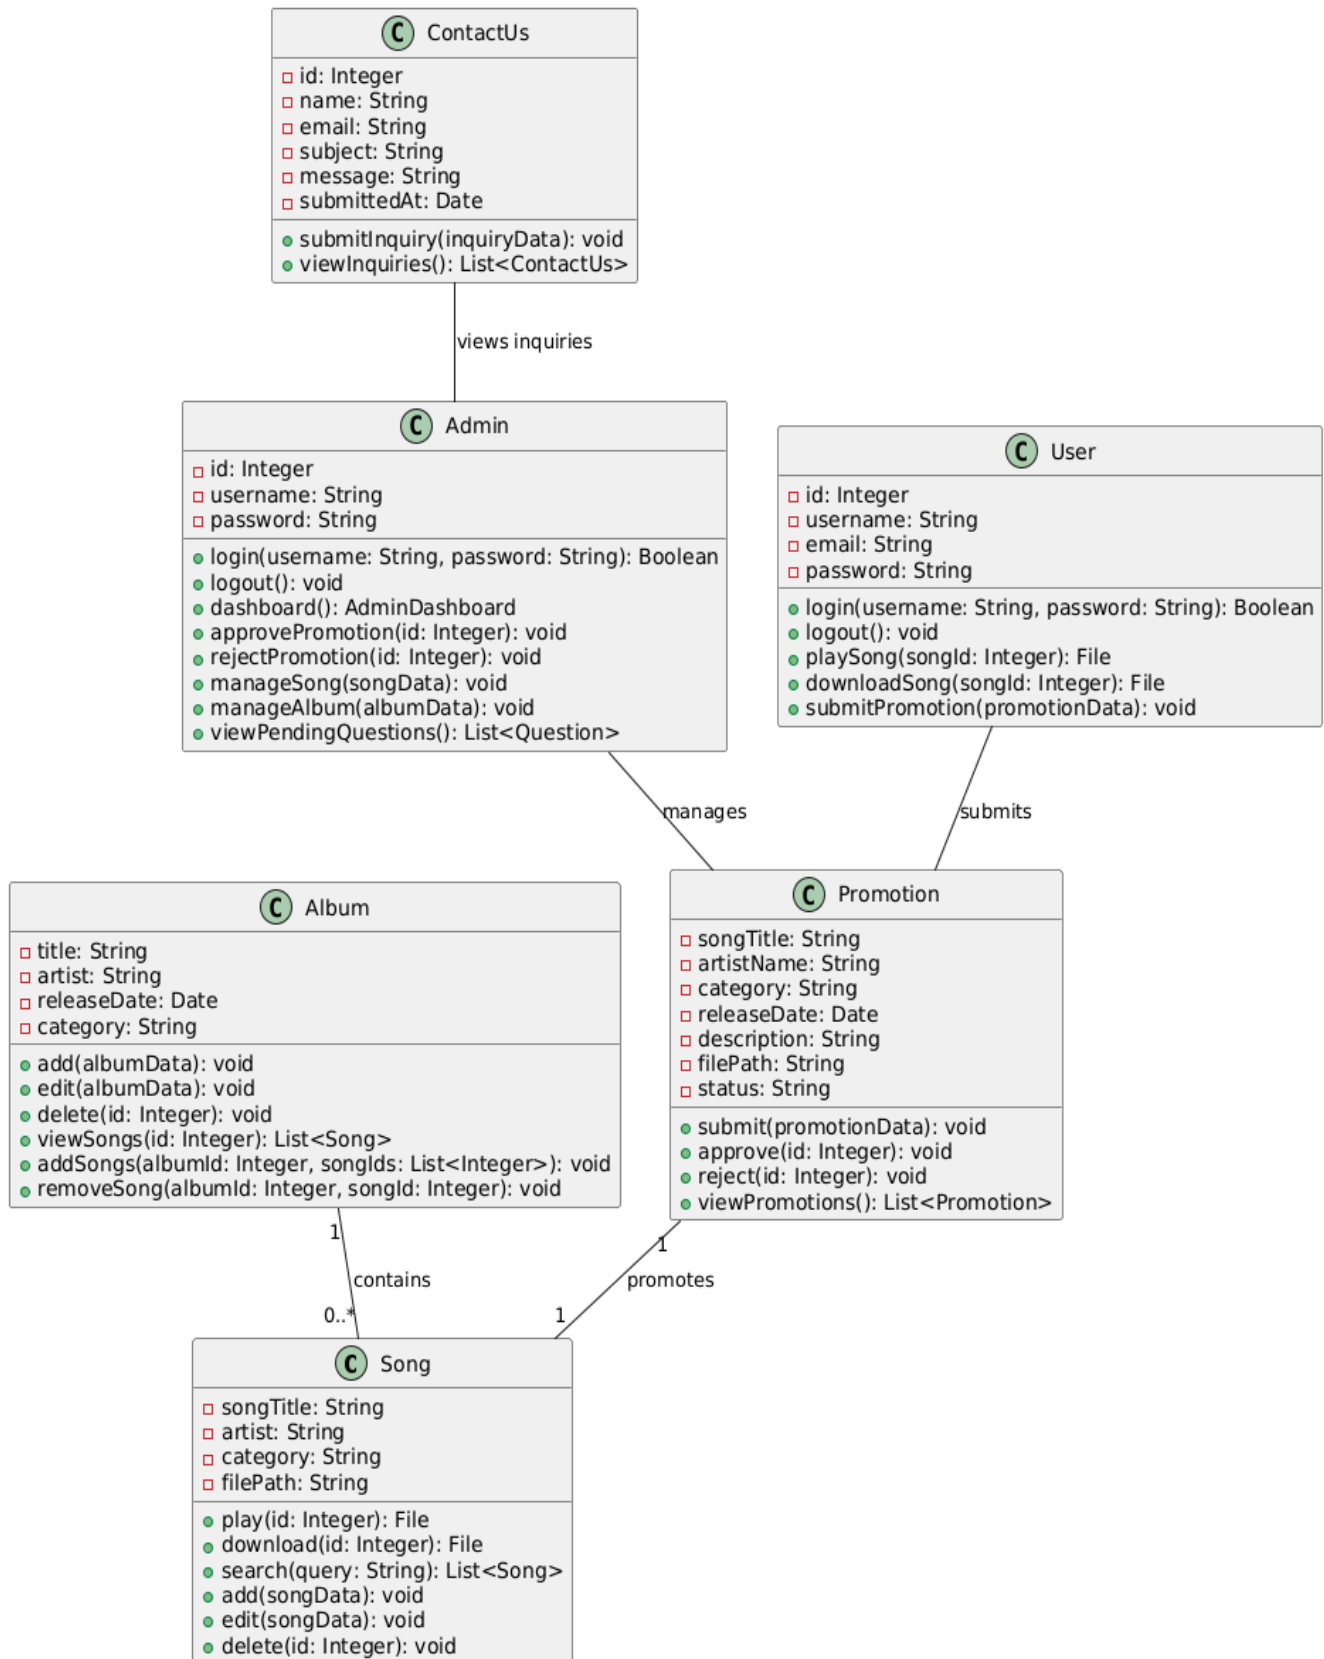 C ContactUs
id: Integer
name: String
email: String
subject: String
message: String
submittedAt: Date
submitInquiry(inquiryData): void
viewInquiries(): List<ContactUs>
views inquiries
C Admin
id: Integer
username: String
password: String
login(username: String, password: String): Boolean
logout(): void
dashboard(): AdminDashboard
approvePromotion(id: Integer): void
rejectPromotion(id: Integer): void
manageSong(songData): void
manageAlbum(albumData): void
viewPendingQuestions(): List<Question>
C User
id: Integer
username: String
email: String
password: String
login(username: String, password: String): Boolean
logout(): void
playSong(songId: Integer): File
downloadSong(songId: Integer): File
submitPromotion(promotionData): void
manages
submits
C Album
title: String
artist: String
releaseDate: Date
category: String
add(albumData): void
edit(albumData): void
delete(id: Integer): void
viewSongs(id: Integer): List<Song>
addSongs(albumId: Integer, songIds: List<Integer>): void
removeSong(albumId: Integer, songId: Integer): void
C Promotion
songTitle: String
artistName: String
category: String
releaseDate: Date
description: String
filePath: String
status: String
submit(promotionData): void
approve(id: Integer): void
reject(id: Integer): void
viewPromotions(): List<Promotion>
1
contains
0..*
1
promotes
1
C Song
songTitle: String
artist: String
category: String
filePath: String
play(id: Integer): File
download(id: Integer): File
search(query: String): List<Song>
add(songData): void
edit(songData): void
delete(id: Integer): void